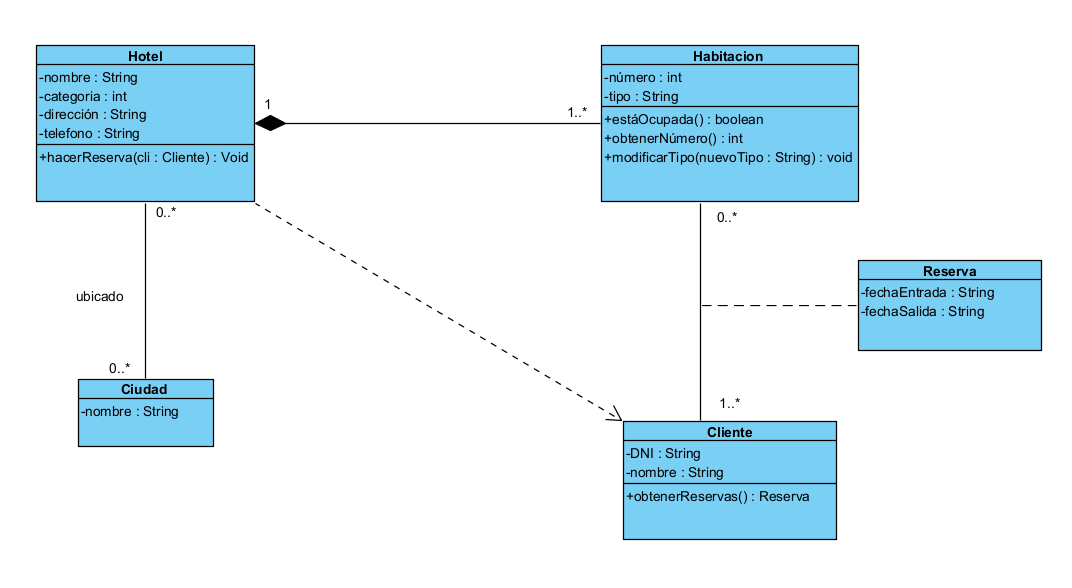 Hotel
-nombre : String
-categoria : int
-dirección : String
-telefono : String
+hacerReserva(cli : Cliente) : Void
1
1..*
Habitacion
-número : int
-tipo : String
+estáOcupada() : boolean
+obtenerNúmero() : int
+modificarTipo(nuevoTipo : String) : void
0..*
0..*
ubicado
0..*
Ciudad
-nombre : String
Reserva
-fechaEntrada : String
-fechaSalida : String
1..*
Cliente
-DNI : String
-nombre : String
+obtenerReservas() : Reserva